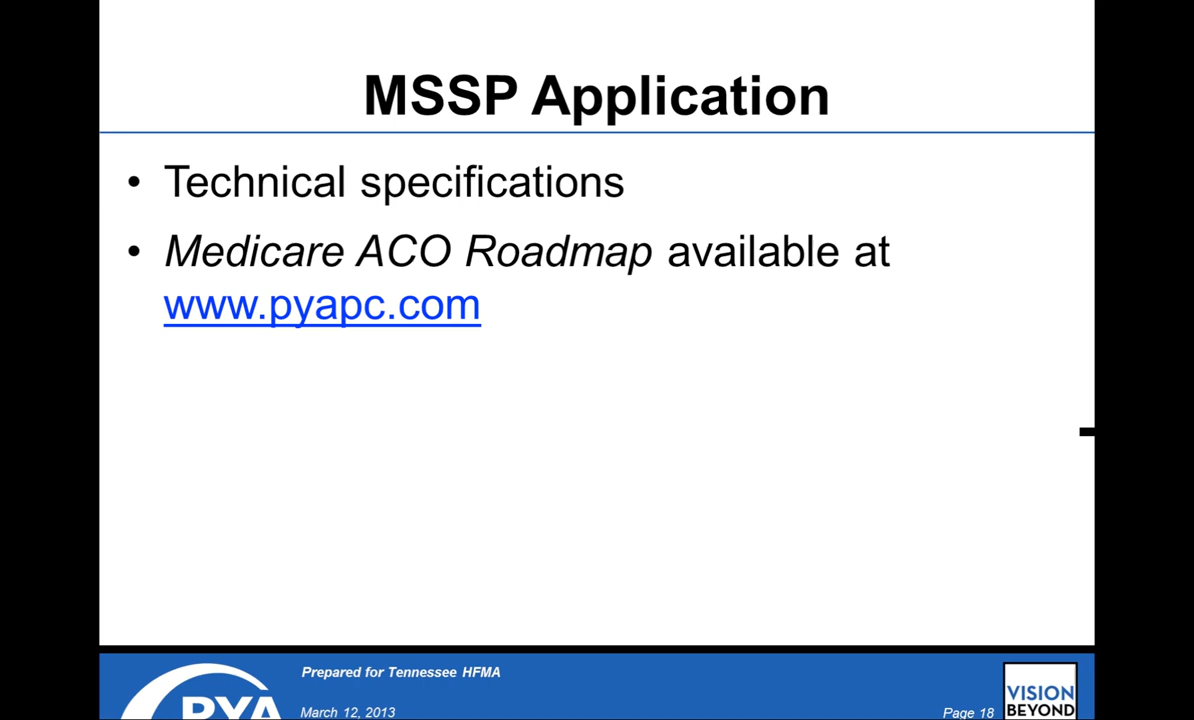 MSSP Application
• Technical specifications
• Medicare ACO Roadmap available at
www.pyapc.com
Prepared for Tennessee HFMA
March 12, 2013
PYA
Page 18
VISION
BEYOND